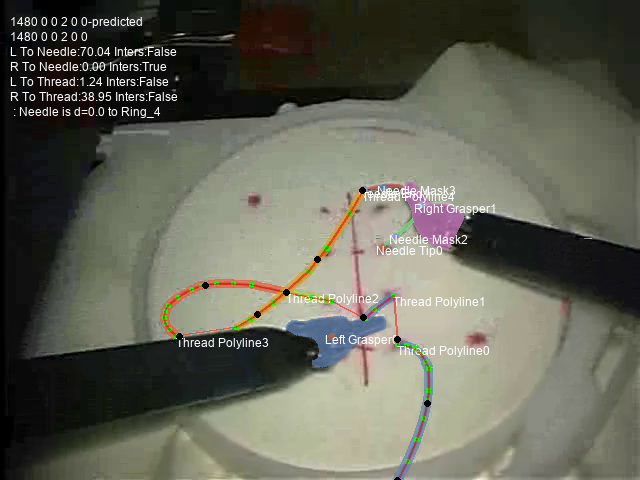 1480 0 0 2 0 0-predicted
1480 0 0 2 0 0
L To Needle:70.04 Inters:False
R To Needle:0.00 Inters:True
L To Thread:1.24 Inters:False
R To Thread:38.95 Inters:False
: Needle is d=0.0 to Ring_4
Needle Mask3
Thread Polyline4
Right Grasper1
Needle Mask2
Needle Tip0
Thread Polyline2
Thread Polyline1
Thread Polyline3
Left Grasper
Thread Polyline0